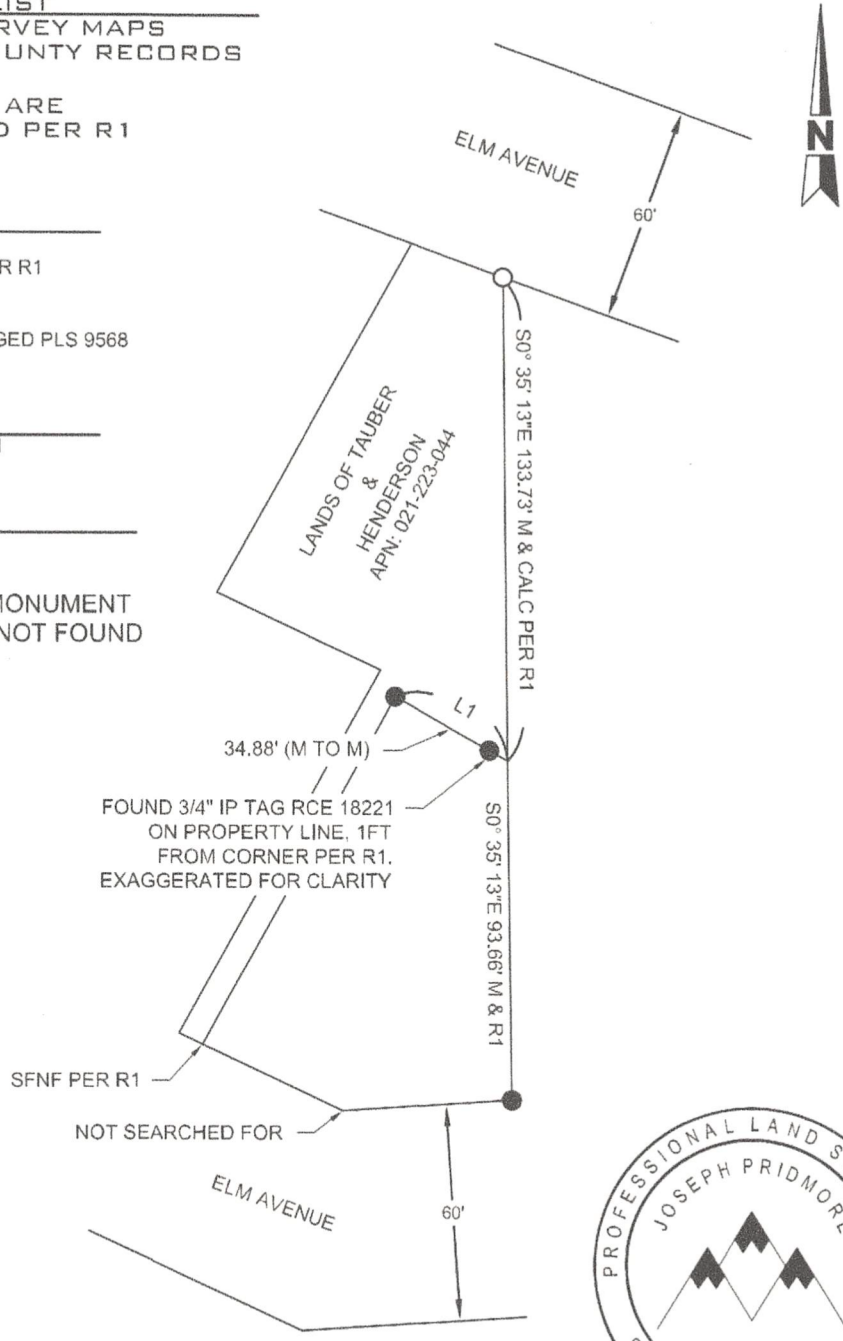 LIST
RVEY MAPS
UNTY RECORDS
ARE
D PER R1
R R1
GED PLS 9568
MONUMENT
NOT FOUND
ELM AVENUE
60'
N
S0° 35' 13"E 133.73' M & CALC PER R1
LANDS OF TAUBER
&
HENDERSON
APN: 021-223-044
L1
34.88' (M TO M)
FOUND 3/4" IP TAG RCE 18221
ON PROPERTY LINE, 1FT
FROM CORNER PER R1.
EXAGGERATED FOR CLARITY
S0° 35' 13"E 93.66' M & R1
SFNF PER R1
NOT SEARCHED FOR
ELM AVENUE
60'
PROFESSIONAL LAND S
JOSEPH PRIDMORE